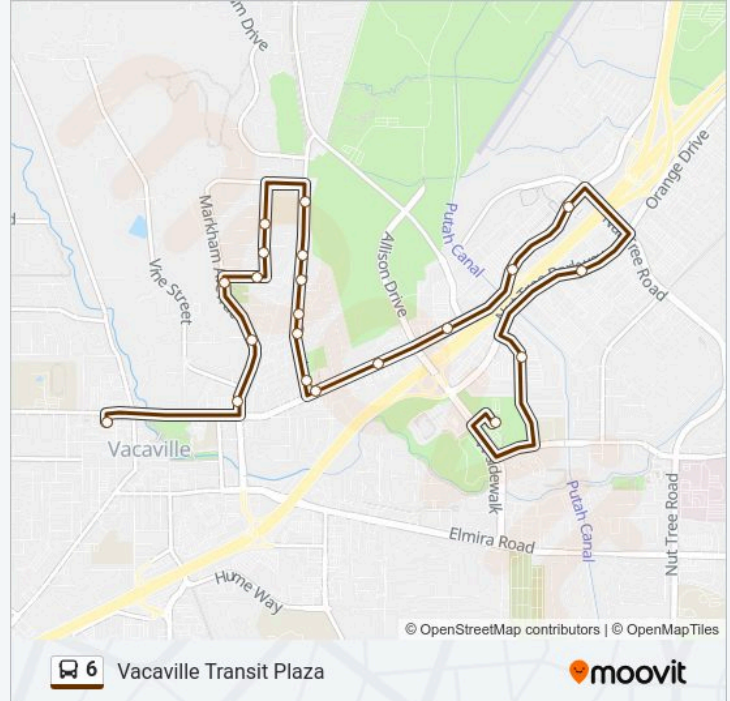 m Drive
Orange Drive
Markham A
Putah Canal
Allison Drive
Vine Street
Nut Tree
Tree Road
Vacaville
Nut Tree Road
Putah Canal
Elmira Road
Hume Way
© OpenStreetMap contributors | © OpenMapTiles
6 Vacaville Transit Plaza
moovit